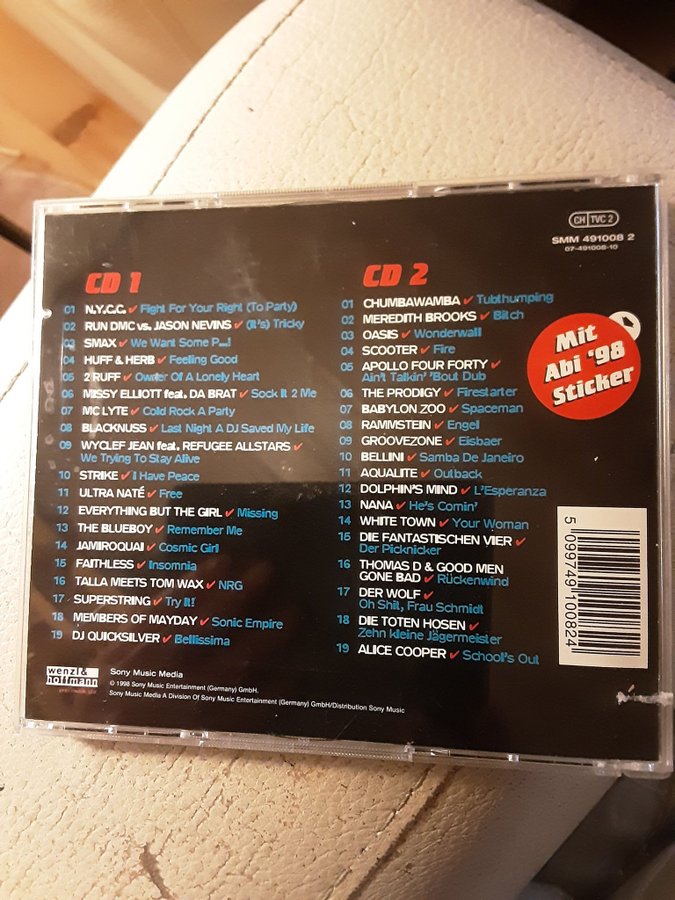 CH TVC 2
SMM 491008 2
07-491008-10
CD 1
01 N.Y.C.C. ✔ Fight For Your Right (To Party)
02 RUN DMC vs. JASON NEVINS ✔ (It's) Tricky
03 SMAX ✔ We Want Some P...!
04 HUFF & HERB ✔ Feeling Good
05 2 RUFF ✔ Owner Of A Lonely Heart
06 MISSY ELLIOTT feat. DA BRAT ✔ Sock It 2 Me
07 MC LYTE ✔ Cold Rock A Party
08 BLACKNUSS ✔ Last Night A DJ Saved My Life
09 WYCLEF JEAN feat. REFUGEE ALLSTARS ✔
We Trying To Stay Alive
10 STRIKE ✔ I Have Peace
11 ULTRA NATÉ ✔ Free
12 EVERYTHING BUT THE GIRL ✔ Missing
13 THE BLUEBOY ✔ Remember Me
14 JAMIROQUAI ✔ Cosmic Girl
15 FAITHLESS ✔ Insomnia
16 TALLA MEETS TOM WAX ✔ NRG
17 SUPERSTRING ✔ Try It!
18 MEMBERS OF MAYDAY ✔ Sonic Empire
19 DJ QUICKSILVER ✔ Bellissima
CD 2
01 CHUMBAWAMBA ✔ Tubthumping
02 MEREDITH BROOKS ✔ Bitch
03 OASIS ✔ Wonderwall
04 SCOOTER ✔ Fire
05 APOLLO FOUR FORTY ✔
Ain't Talkin' 'Bout Dub
06 THE PRODIGY ✔ Firestarter
07 BABYLON ZOO ✔ Spaceman
08 RAMMSTEIN ✔ Engel
09 GROOVEZONE ✔ Eisbaer
10 BELLINI ✔ Samba De Janeiro
11 AQUALITE ✔ Outback
12 DOLPHIN'S MIND ✔ L'Esperanza
13 NANA ✔ He's Comin'
14 WHITE TOWN ✔ Your Woman
15 DIE FANTASTISCHEN VIER ✔
Der Picknicker
16 THOMAS D & GOOD MEN
GONE BAD ✔ Rückenwind
17 DER WOLF ✔
Oh Shit, Frau Schmidt
18 DIE TOTEN HOSEN ✔
Zehn kleine Jägermeister
19 ALICE COOPER ✔ School's Out
Mit
Abi '98
Sticker
5 099749 100824
wenzl&
hoffmann
Sony Music Media
© 1998 Sony Music Entertainment (Germany) GmbH.
Sony Music Media A Division Of Sony Music Entertainment (Germany) GmbH/Distribution Sony Music